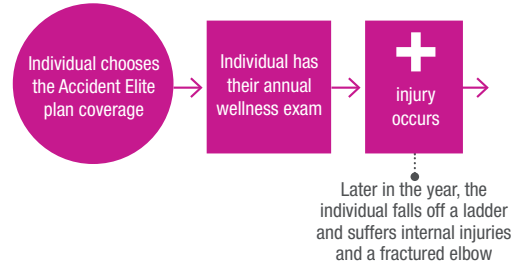 Individual chooses
the Accident Elite
plan coverage
Individual has
their annual
wellness exam
injury
occurs
Later in the year, the
individual falls off a ladder
and suffers internal injuries
and a fractured elbow